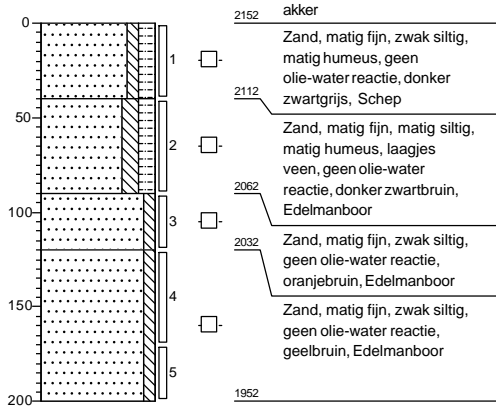 0
50
100
150
200
1
2
3
4
5
2152
akker
Zand, matig fijn, zwak siltig,
matig humeus, geen
olie-water reactie, donker
zwartgrijs, Schep
2112
Zand, matig fijn, matig siltig,
matig humeus, laagjes
veen, geen olie-water
reactie, donker zwartbruin,
Edelmanboor
2062
Zand, matig fijn, zwak siltig,
geen olie-water reactie,
oranjebruin, Edelmanboor
2032
Zand, matig fijn, zwak siltig,
geen olie-water reactie,
geelbruin, Edelmanboor
1952